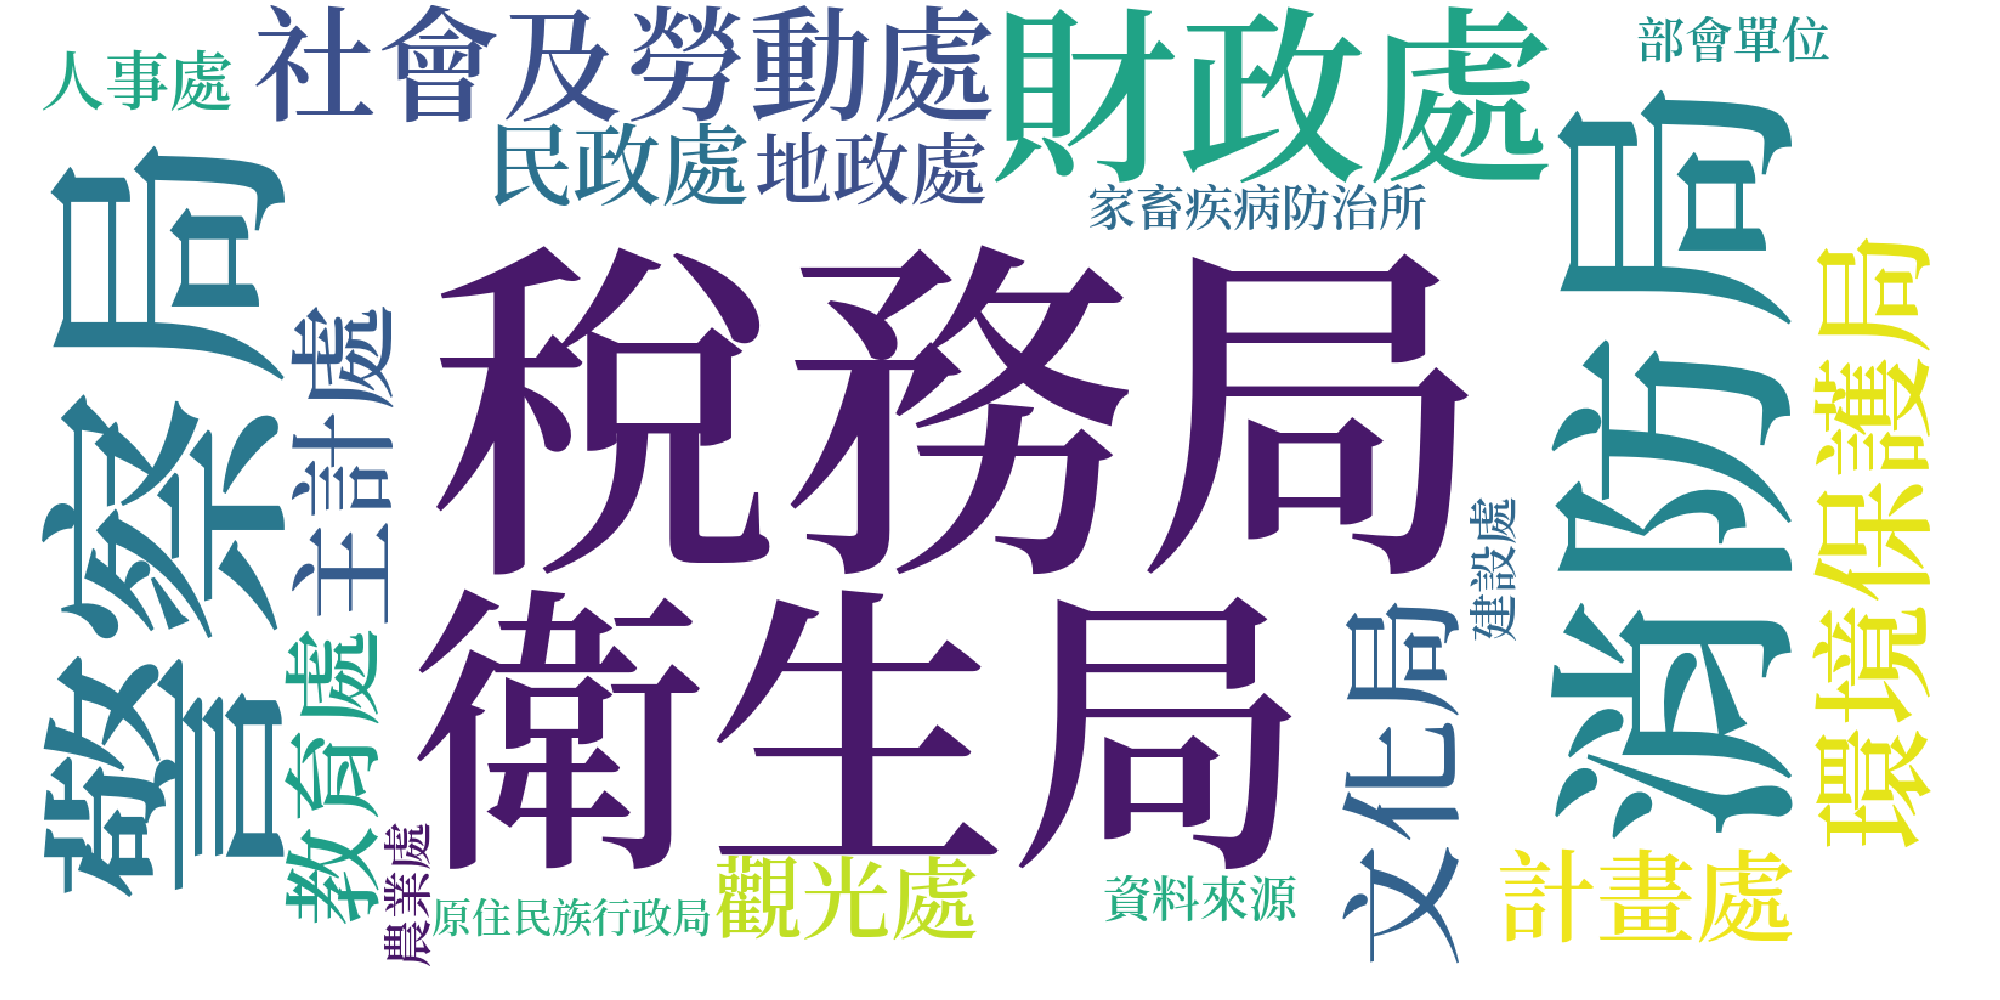 人事處
社會及勞動處
財政處
部會單位
民政處
地政處
家畜疾病防治所
警察局
主計處
稅務局
消防局
環境保護局
教育處
衛生局
建設處
文化局
農業處
原住民族行政局
觀光處
資料來源
計畫處